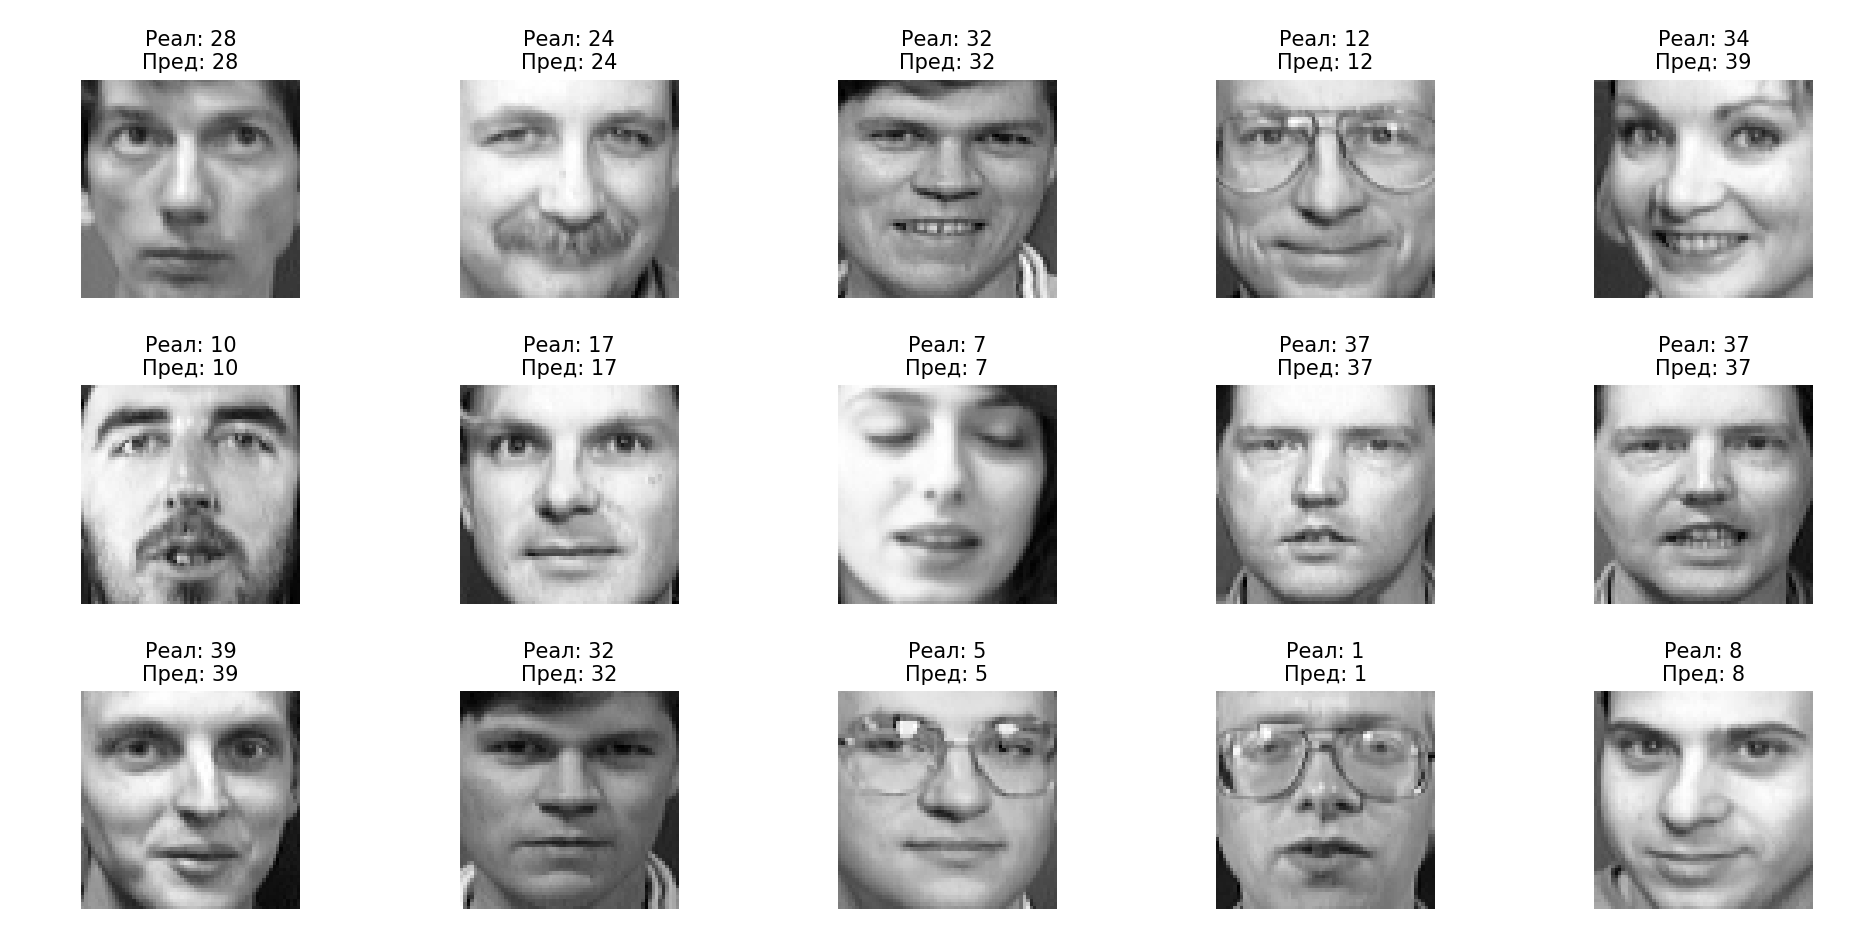 Реал: 28
Пред: 28
Реал: 24
Пред: 24
Реал: 32
Пред: 32
Реал: 12
Пред: 12
Реал: 34
Пред: 39
Реал: 10
Пред: 10
Реал: 17
Пред: 17
Реал: 7
Пред: 7
Реал: 37
Пред: 37
Реал: 37
Пред: 37
Реал: 39
Пред: 39
Реал: 32
Пред: 32
Реал: 5
Пред: 5
Реал: 1
Пред: 1
Реал: 8
Пред: 8